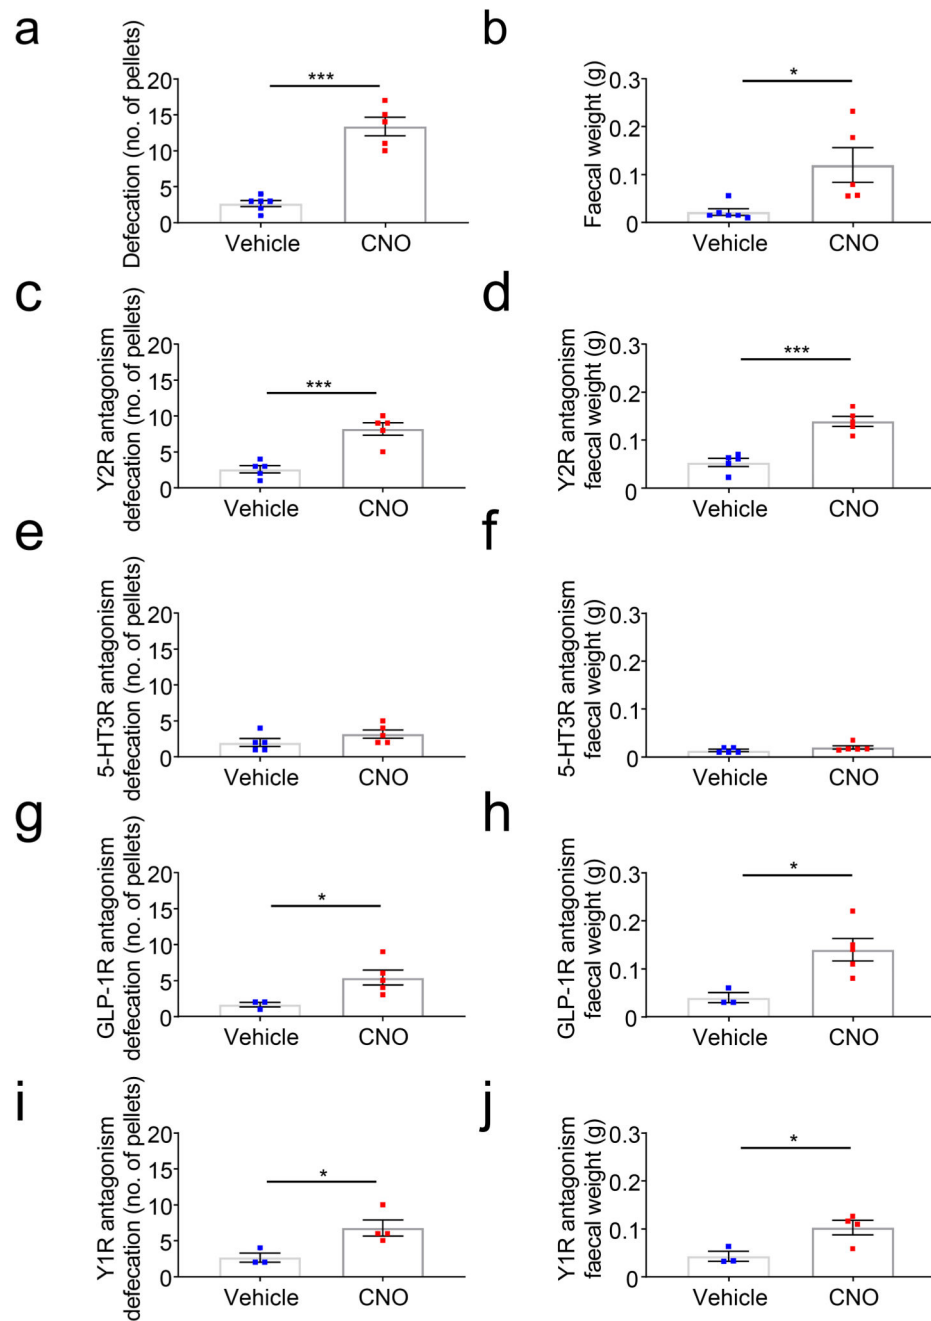 a
Defecation (no. of pellets)
20
15
10
5
0
***
Vehicle
CNO
b
Faecal weight (g)
0.3
0.2
0.1
0
*
Vehicle
CNO
c
Y2R antagonism
defecation (no. of pellets)
20
15
10
5
0
***
Vehicle
CNO
d
Y2R antagonism
faecal weight (g)
0.3
0.2
0.1
0
***
Vehicle
CNO
e
5-HT3R antagonism
defecation (no. of pellets)
20
15
10
5
0
Vehicle
CNO
f
5-HT3R antagonism
faecal weight (g)
0.3
0.2
0.1
0
Vehicle
CNO
g
GLP-1R antagonism
defecation (no. of pellets)
20
15
10
5
0
*
Vehicle
CNO
h
GLP-1R antagonism
faecal weight (g)
0.3
0.2
0.1
0
*
Vehicle
CNO
i
Y1R antagonism
defecation (no. of pellets)
20
15
10
5
0
*
Vehicle
CNO
j
Y1R antagonism
faecal weight (g)
0.3
0.2
0.1
0
*
Vehicle
CNO